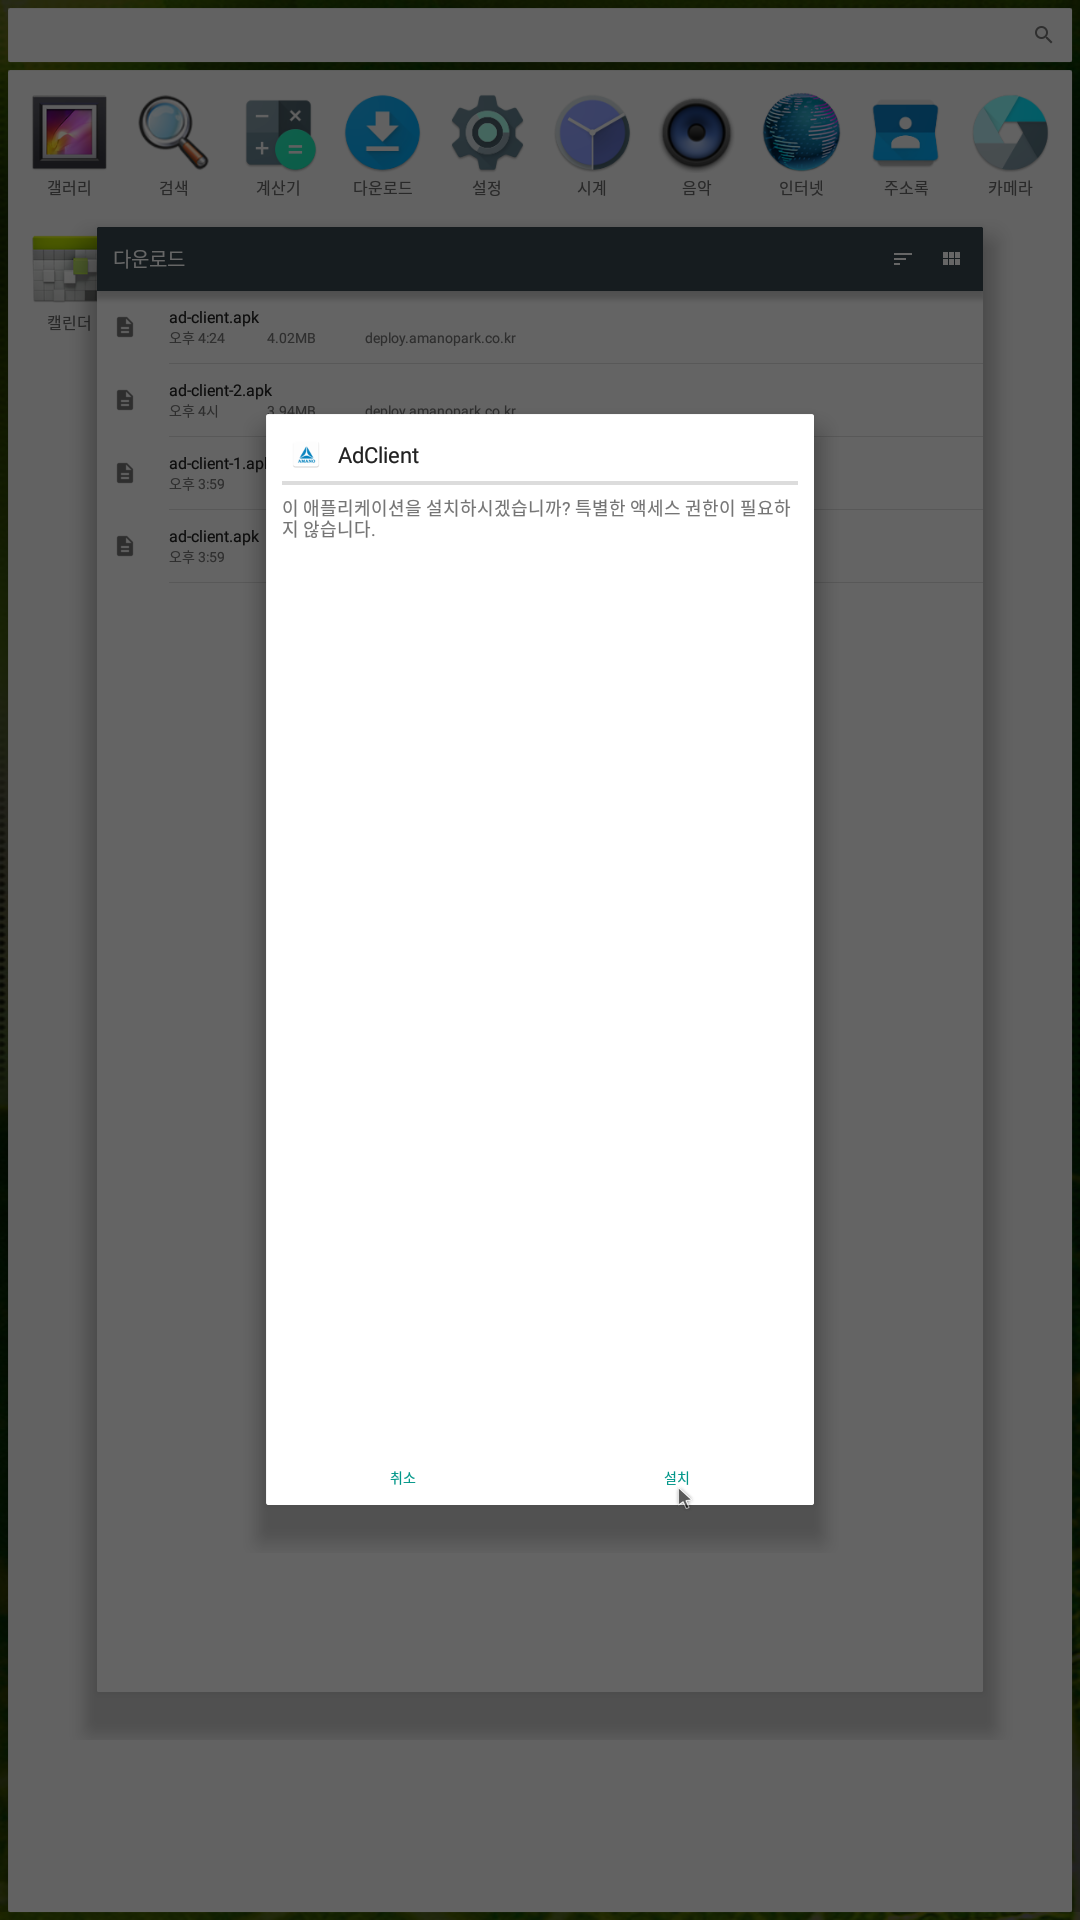 갤러리
검색
계산기
다운로드
설정
시계
음악
인터넷
주소록
카메라
캘린더
다운로드
ad-client.apk
오후 4:24 4.02MB deploy.amanopark.co.kr
ad-client-2.apk
오후 4시 3.94MB deploy.amanopark.co.kr
ad-client-1.apk
오후 3:59
ad-client.apk
오후 3:59
AMANO
AdClient
이 애플리케이션을 설치하시겠습니까? 특별한 액세스 권한이 필요하
지 않습니다.
취소
설치